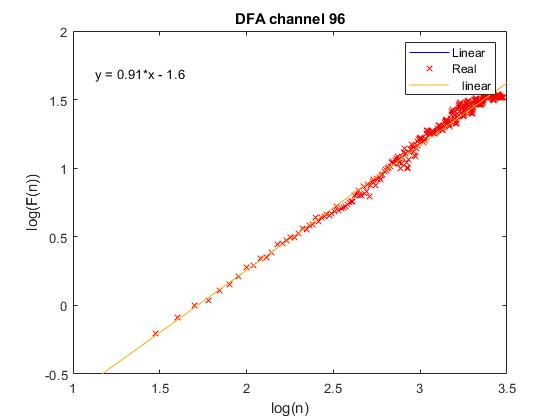 DFA channel 96
y = 0.91*x - 1.6
Linear
Real
linear
2
1.5
1
0.5
0
-0.5
log(F(n))
1
1.5
2
2.5
3
3.5
log(n)